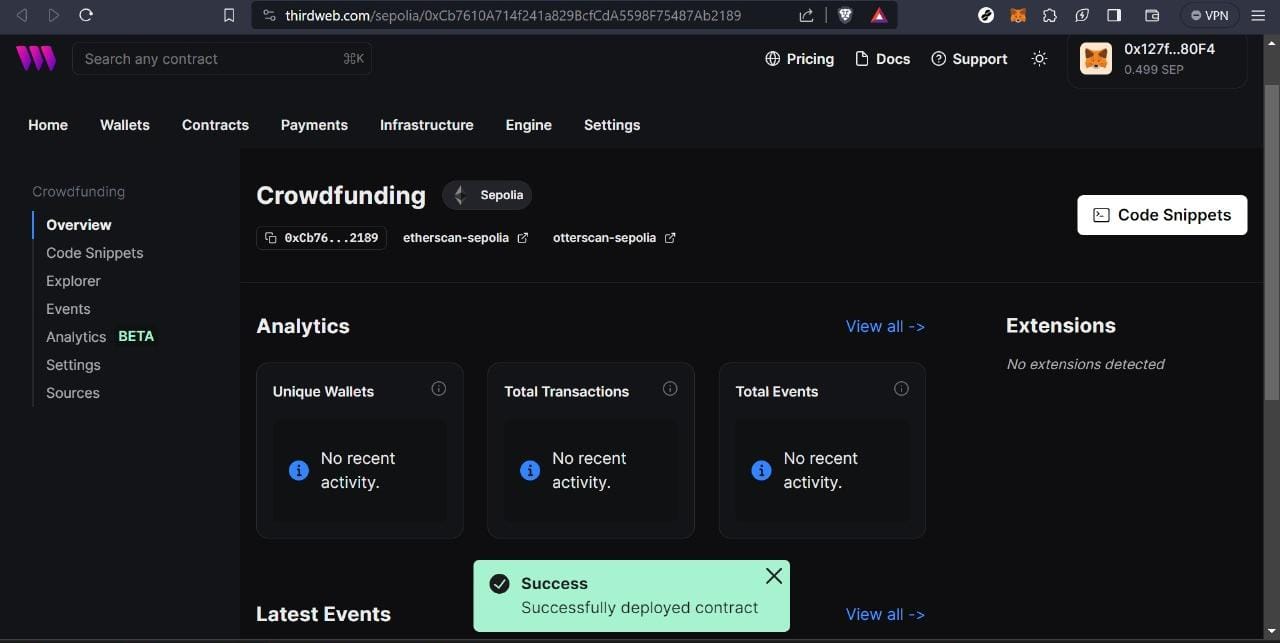 thirdweb.com/sepolia/0xCb7610A714f241a829BcfCdA5598F75487Ab2189
VPN
Search any contract ⌘K
Pricing
Docs
Support
0x127f...80F4
0.499 SEP
Home
Wallets
Contracts
Payments
Infrastructure
Engine
Settings
Crowdfunding
Overview
Code Snippets
Explorer
Events
Analytics BETA
Settings
Sources
Crowdfunding
Sepolia
0xCb76...2189
etherscan-sepolia
otterscan-sepolia
Code Snippets
Analytics
View all ->
Unique Wallets
No recent
activity.
Total Transactions
No recent
activity.
Total Events
No recent
activity.
Extensions
No extensions detected
Latest Events
View all ->
Success
Successfully deployed contract